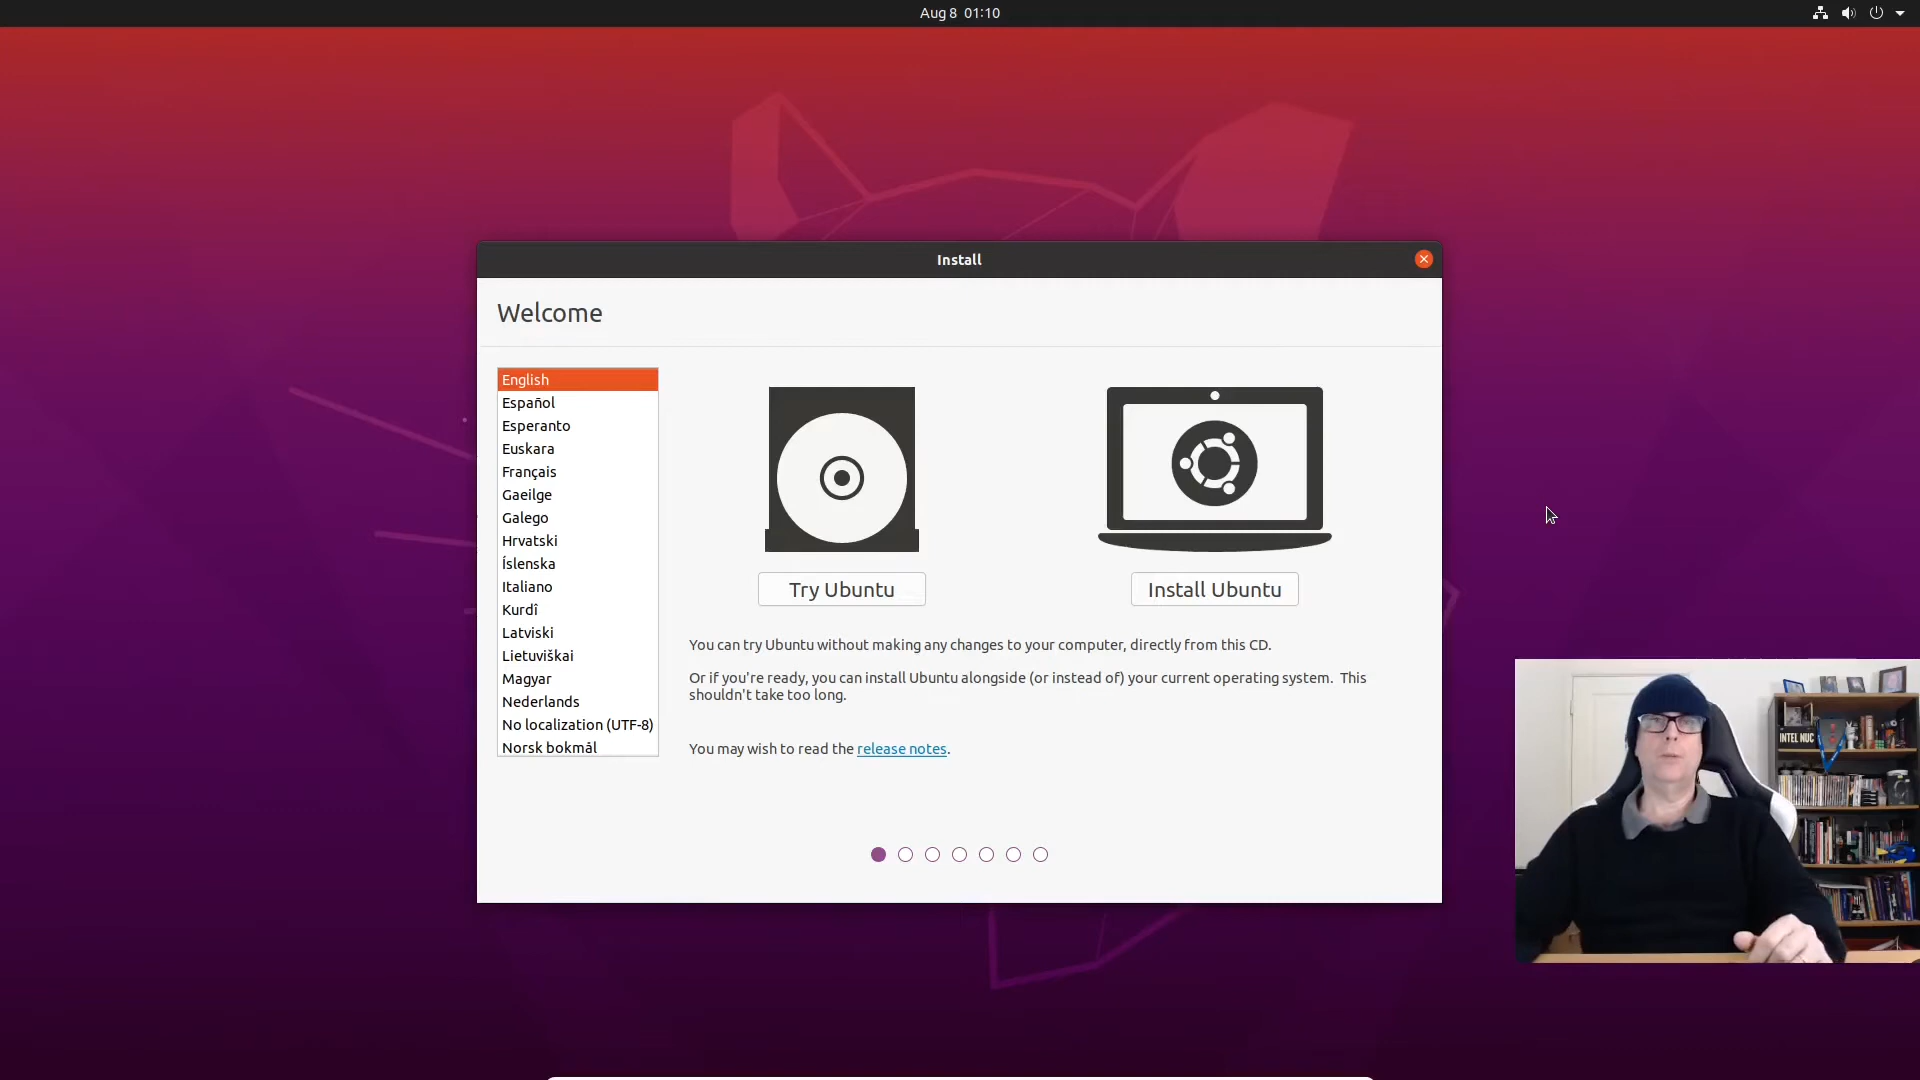 Aug 8 01:10
Install
Welcome
English
Español
Esperanto
Euskara
Français
Gaeilge
Galego
Hrvatski
Íslenska
Italiano
Kurdî
Latviski
Lietuviškai
Magyar
Nederlands
No localization (UTF-8)
Norsk bokmål
Try Ubuntu
Install Ubuntu
You can try Ubuntu without making any changes to your computer, directly from this CD.
Or if you're ready, you can install Ubuntu alongside (or instead of) your current operating system. This
shouldn't take too long.
You may wish to read the release notes.
INTEL NUC